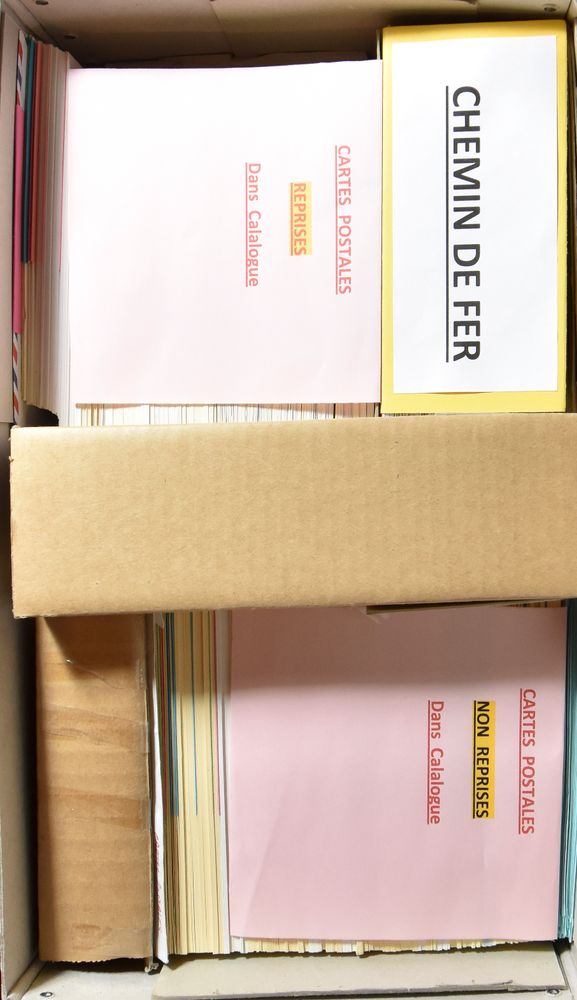 CHEMIN DE FER
CARTES POSTALES
REPRISES
Dans Calalogue
CARTES POSTALES
NON REPRISES
Dans Calalogue